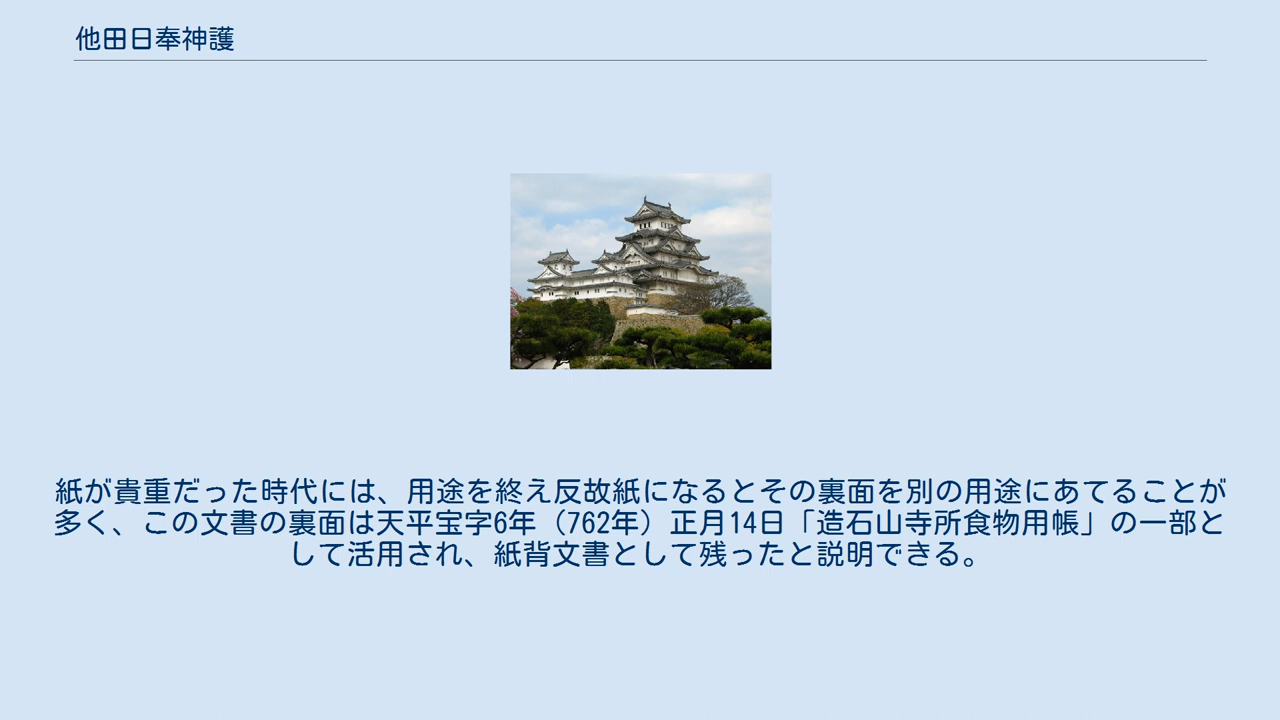 他田日奉神護
紙が貴重だった時代には、用途を終え反故紙になるとその裏面を別の用途にあてることが
多く、この文書の裏面は天平宝字6年（762年）正月14日「造石山寺所食物用帳」の一部と
して活用され、紙背文書として残ったと説明できる。